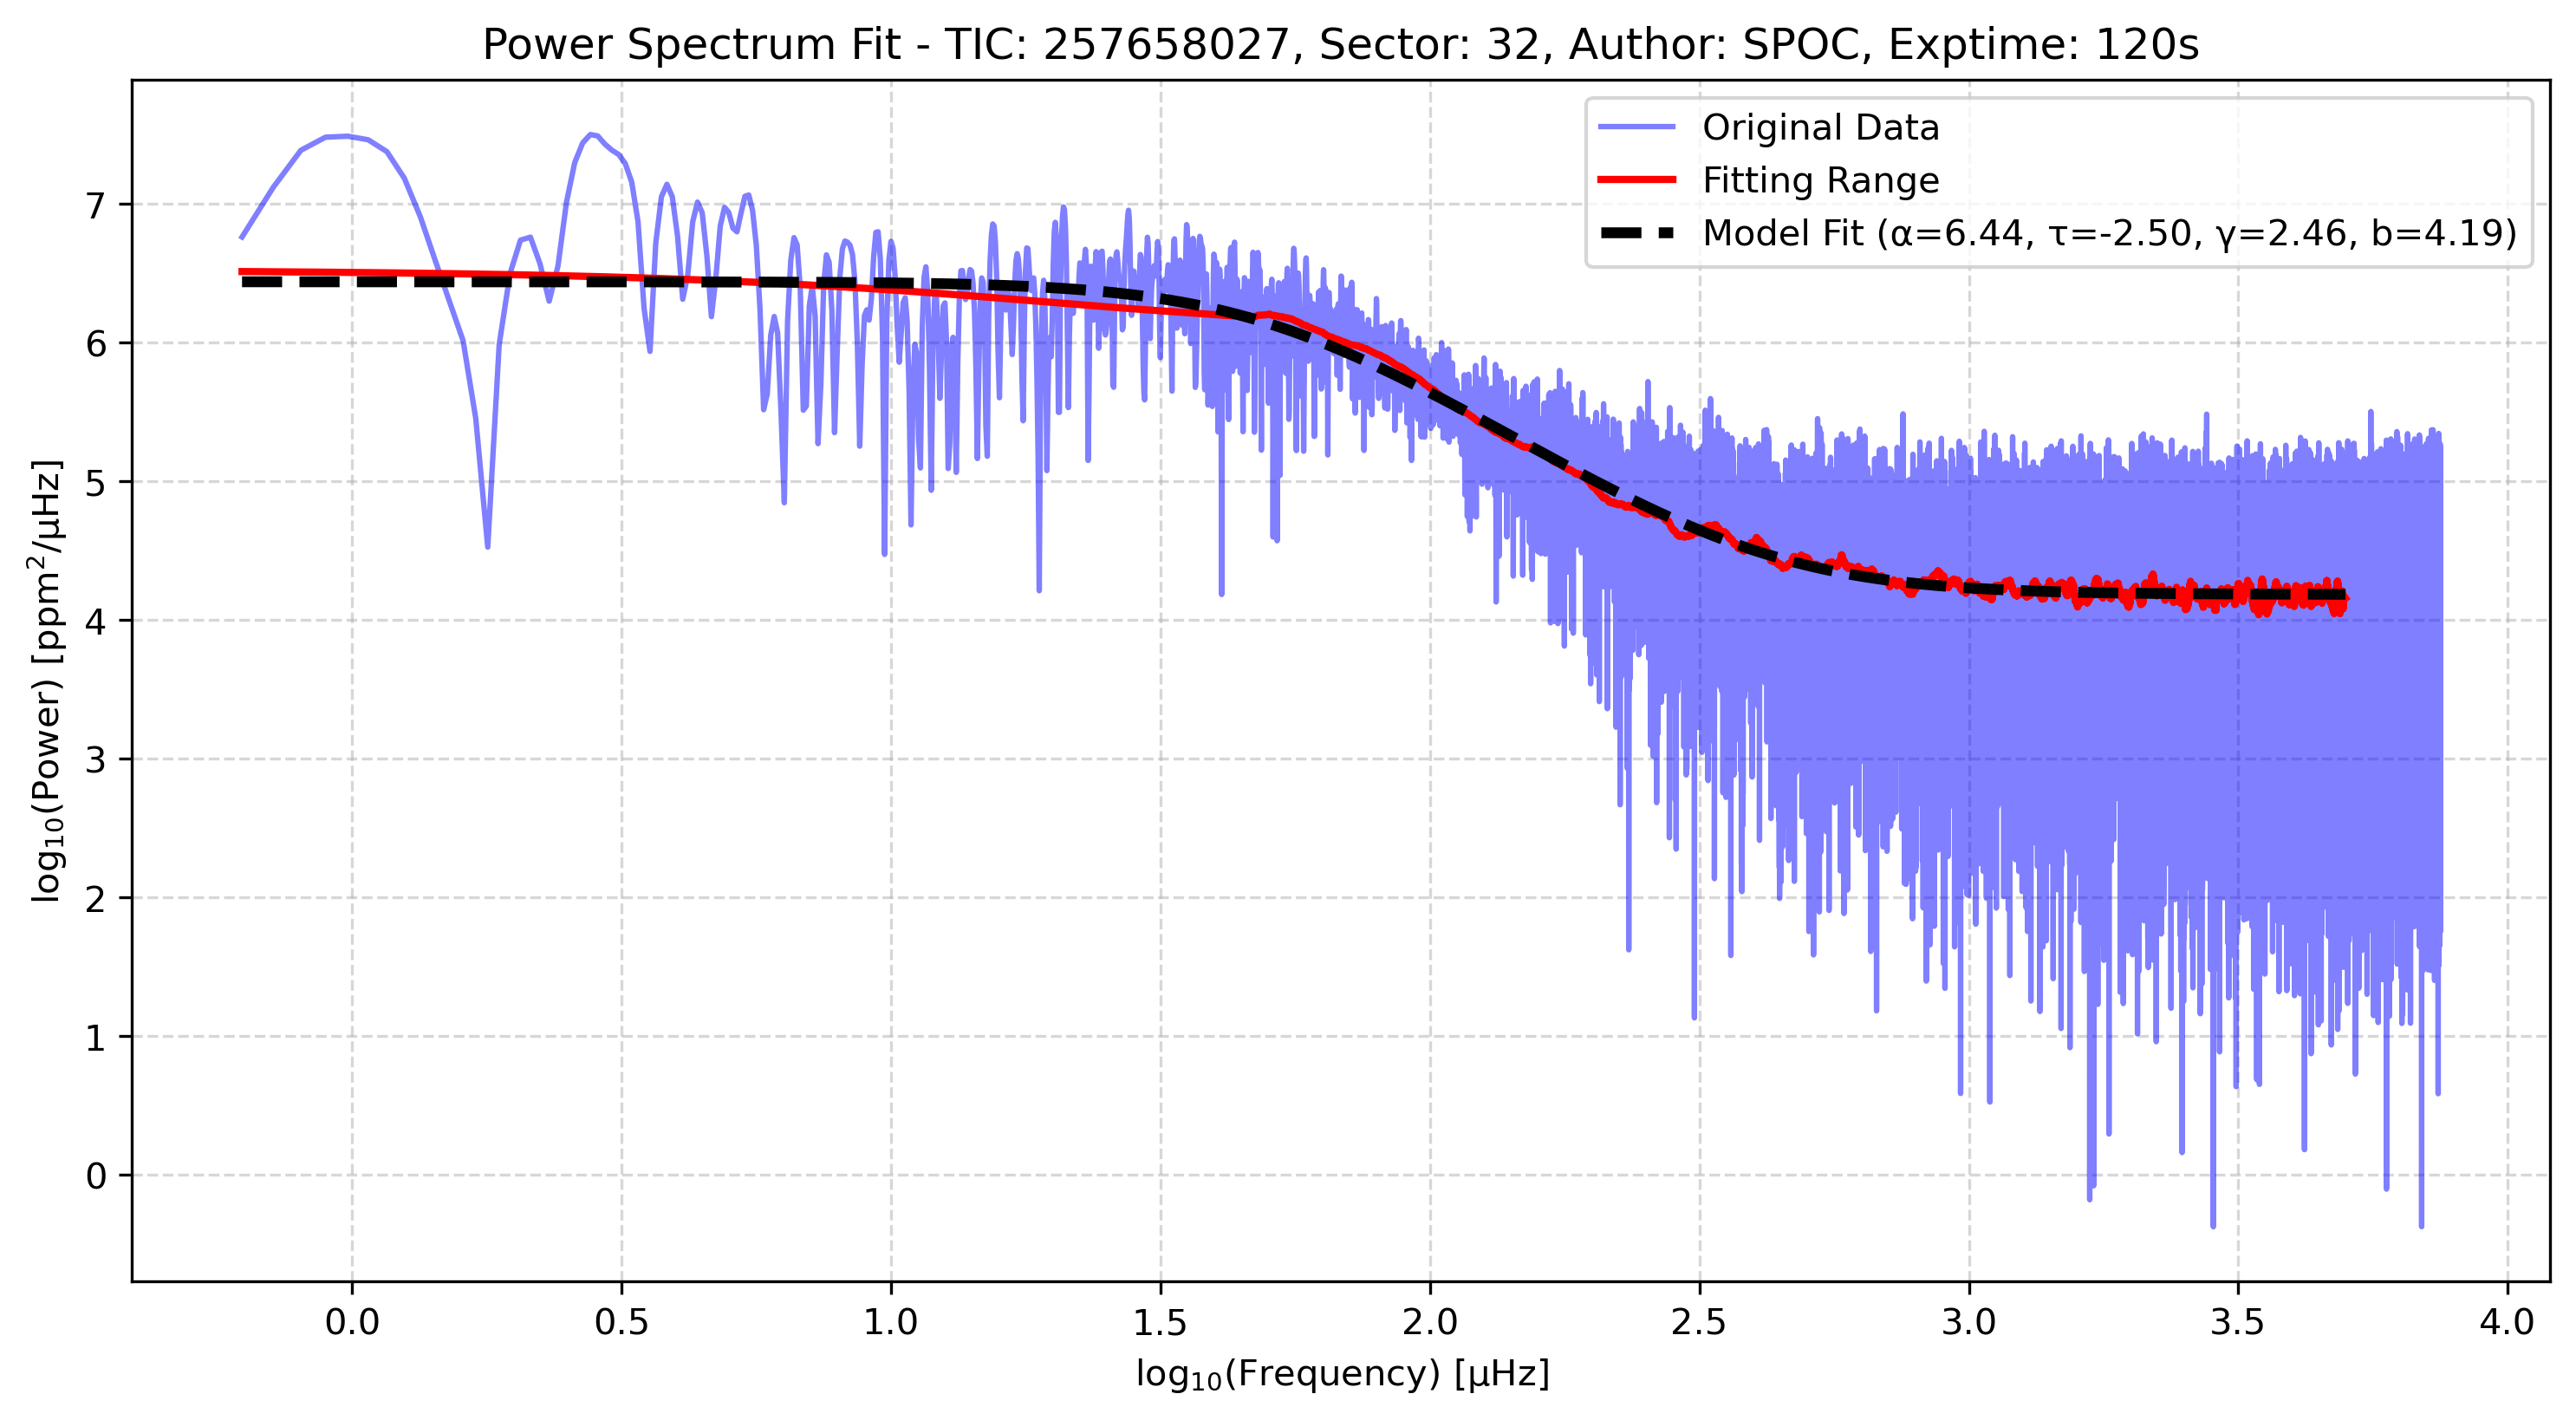 Power Spectrum Fit - TIC: 257658027, Sector: 32, Author: SPOC, Exptime: 120s
Original Data
Fitting Range
Model Fit (α=6.44, τ=-2.50, γ=2.46, b=4.19)
log₁₀(Power) [ppm²/μHz]
7
6
5
4
3
2
1
0
0.0 0.5 1.0 1.5 2.0 2.5 3.0 3.5 4.0
log₁₀(Frequency) [μHz]